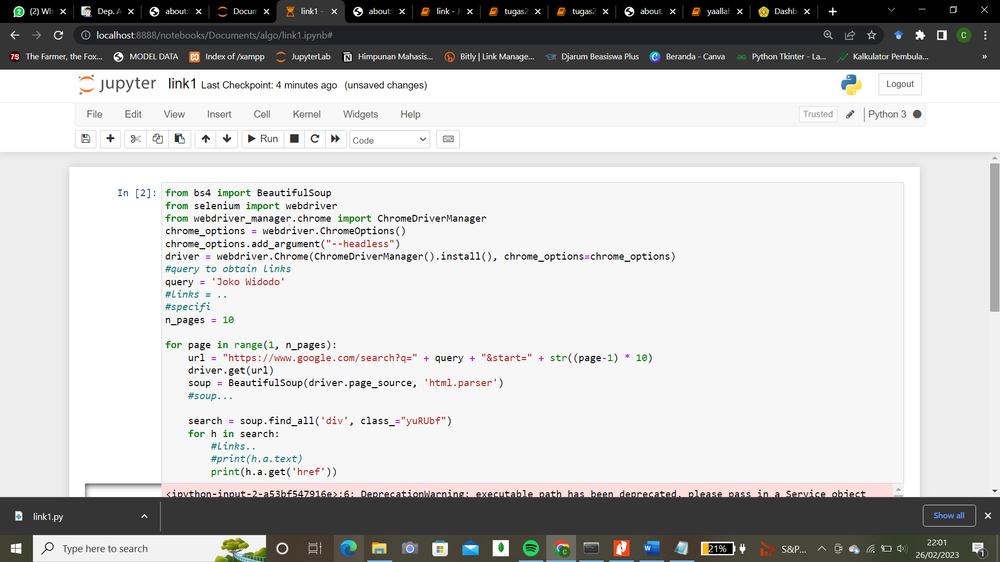 (2) Wh
Dep. A
about:
Docum
link1 -
about:
link - J
tugas2
tugas2
about:
yaallah
Dashb
localhost:8888/notebooks/Documents/algo/link1.ipynb#
C
The Farmer, the Fox...
MODEL DATA
Index of /xampp
JupyterLab
Himpunan Mahasis...
Bitly | Link Manage...
Djarum Beasiswa Plus
Beranda - Canva
Python Tkinter - La...
Kalkulator Pembula...
»
jupyter link1 Last Checkpoint: 4 minutes ago (unsaved changes)
Logout
File Edit View Insert Cell Kernel Widgets Help
Trusted
Python 3
Run
Code
In [2]:
from bs4 import BeautifulSoup
from selenium import webdriver
from webdriver_manager.chrome import ChromeDriverManager
chrome_options = webdriver.ChromeOptions()
chrome_options.add_argument("--headless")
driver = webdriver.Chrome(ChromeDriverManager().install(), chrome_options=chrome_options)
#query to obtain links
query = 'Joko Widodo'
#links = ..
#specifi
n_pages = 10
for page in range(1, n_pages):
    url = "https://www.google.com/search?q=" + query + "&start=" + str((page-1) * 10)
    driver.get(url)
    soup = BeautifulSoup(driver.page_source, 'html.parser')
    #soup...
    search = soup.find_all('div', class_="yuRUbf")
    for h in search:
        #links..
        #print(h.a.text)
        print(h.a.get('href'))
<ipython-input-2-a53bf547916e>:6: DeprecationWarning: executable_path has been deprecated, please pass in a Service object
link1.py
Show all
Type here to search
21%
S&P...
22:01
26/02/2023
1